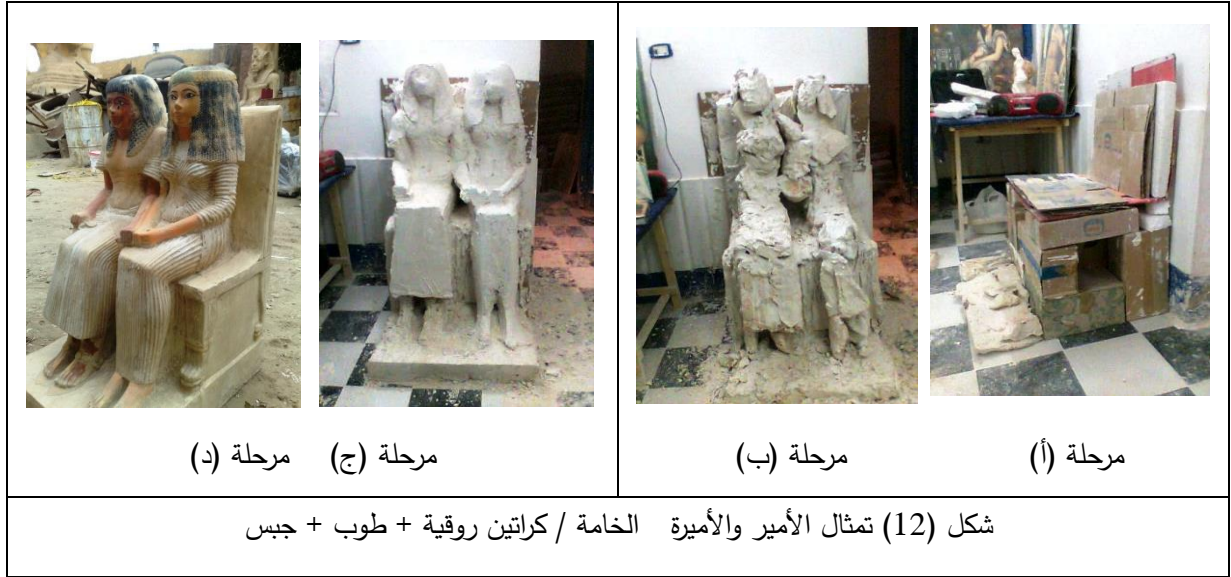 مرحلة (أ)
مرحلة (ب)
مرحلة (ج)
مرحلة (د)
شكل (12) تمثال الأمير والأميرة   الخامة / كراتين روقية + طوب + جبس